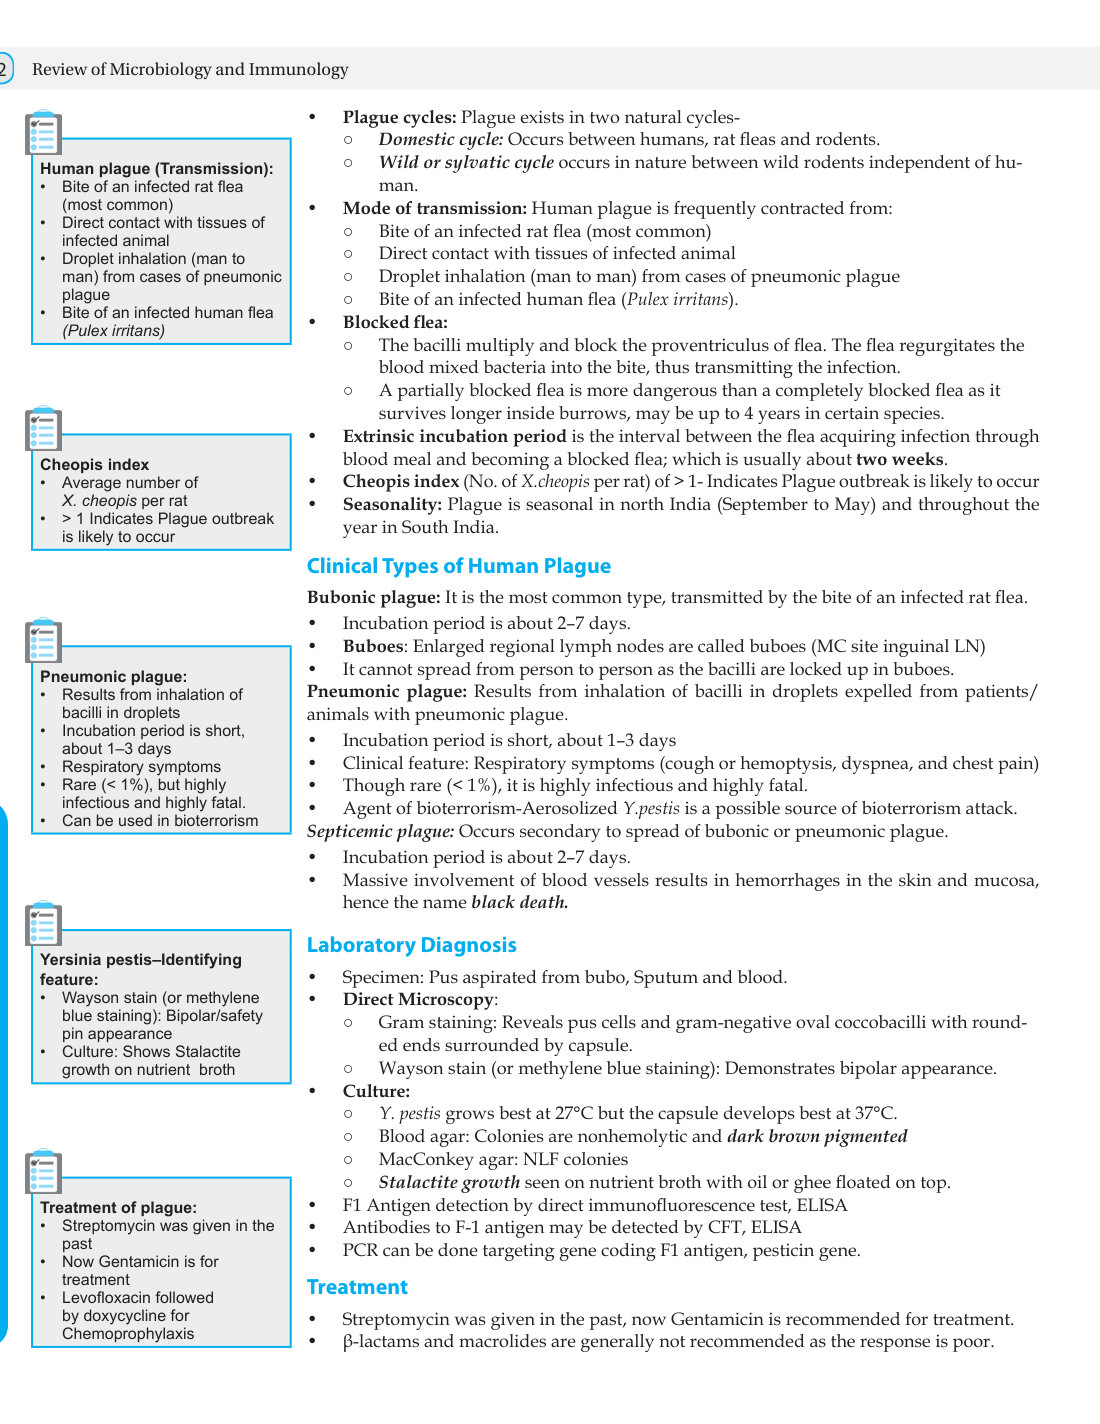 2 Review of Microbiology and Immunology
Human plague (Transmission):
• Bite of an infected rat flea
(most common)
• Direct contact with tissues of
infected animal
• Droplet inhalation (man to
man) from cases of pneumonic
plague
• Bite of an infected human flea
(Pulex irritans)
Cheopis index
• Average number of
X. cheopis per rat
• > 1 Indicates Plague outbreak
is likely to occur
Pneumonic plague:
• Results from inhalation of
bacilli in droplets
• Incubation period is short,
about 1–3 days
• Respiratory symptoms
• Rare (< 1%), but highly
infectious and highly fatal.
• Can be used in bioterrorism
Yersinia pestis–Identifying
feature:
• Wayson stain (or methylene
blue staining): Bipolar/safety
pin appearance
• Culture: Shows Stalactite
growth on nutrient broth
Treatment of plague:
• Streptomycin was given in the
past
• Now Gentamicin is for
treatment
• Levofloxacin followed
by doxycycline for
Chemoprophylaxis
• Plague cycles: Plague exists in two natural cycles-
○ Domestic cycle: Occurs between humans, rat fleas and rodents.
○ Wild or sylvatic cycle occurs in nature between wild rodents independent of hu-
man.
• Mode of transmission: Human plague is frequently contracted from:
○ Bite of an infected rat flea (most common)
○ Direct contact with tissues of infected animal
○ Droplet inhalation (man to man) from cases of pneumonic plague
○ Bite of an infected human flea (Pulex irritans).
• Blocked flea:
○ The bacilli multiply and block the proventriculus of flea. The flea regurgitates the
blood mixed bacteria into the bite, thus transmitting the infection.
○ A partially blocked flea is more dangerous than a completely blocked flea as it
survives longer inside burrows, may be up to 4 years in certain species.
• Extrinsic incubation period is the interval between the flea acquiring infection through
blood meal and becoming a blocked flea; which is usually about two weeks.
• Cheopis index (No. of X.cheopis per rat) of > 1- Indicates Plague outbreak is likely to occur
• Seasonality: Plague is seasonal in north India (September to May) and throughout the
year in South India.
Clinical Types of Human Plague
Bubonic plague: It is the most common type, transmitted by the bite of an infected rat flea.
• Incubation period is about 2–7 days.
• Buboes: Enlarged regional lymph nodes are called buboes (MC site inguinal LN)
• It cannot spread from person to person as the bacilli are locked up in buboes.
Pneumonic plague: Results from inhalation of bacilli in droplets expelled from patients/
animals with pneumonic plague.
• Incubation period is short, about 1–3 days
• Clinical feature: Respiratory symptoms (cough or hemoptysis, dyspnea, and chest pain)
• Though rare (< 1%), it is highly infectious and highly fatal.
• Agent of bioterrorism-Aerosolized Y.pestis is a possible source of bioterrorism attack.
Septicemic plague: Occurs secondary to spread of bubonic or pneumonic plague.
• Incubation period is about 2–7 days.
• Massive involvement of blood vessels results in hemorrhages in the skin and mucosa,
hence the name black death.
Laboratory Diagnosis
• Specimen: Pus aspirated from bubo, Sputum and blood.
• Direct Microscopy:
○ Gram staining: Reveals pus cells and gram-negative oval coccobacilli with round-
ed ends surrounded by capsule.
○ Wayson stain (or methylene blue staining): Demonstrates bipolar appearance.
• Culture:
○ Y. pestis grows best at 27°C but the capsule develops best at 37°C.
○ Blood agar: Colonies are nonhemolytic and dark brown pigmented
○ MacConkey agar: NLF colonies
○ Stalactite growth seen on nutrient broth with oil or ghee floated on top.
• F1 Antigen detection by direct immunofluorescence test, ELISA
• Antibodies to F-1 antigen may be detected by CFT, ELISA
• PCR can be done targeting gene coding F1 antigen, pesticin gene.
Treatment
• Streptomycin was given in the past, now Gentamicin is recommended for treatment.
• β-lactams and macrolides are generally not recommended as the response is poor.